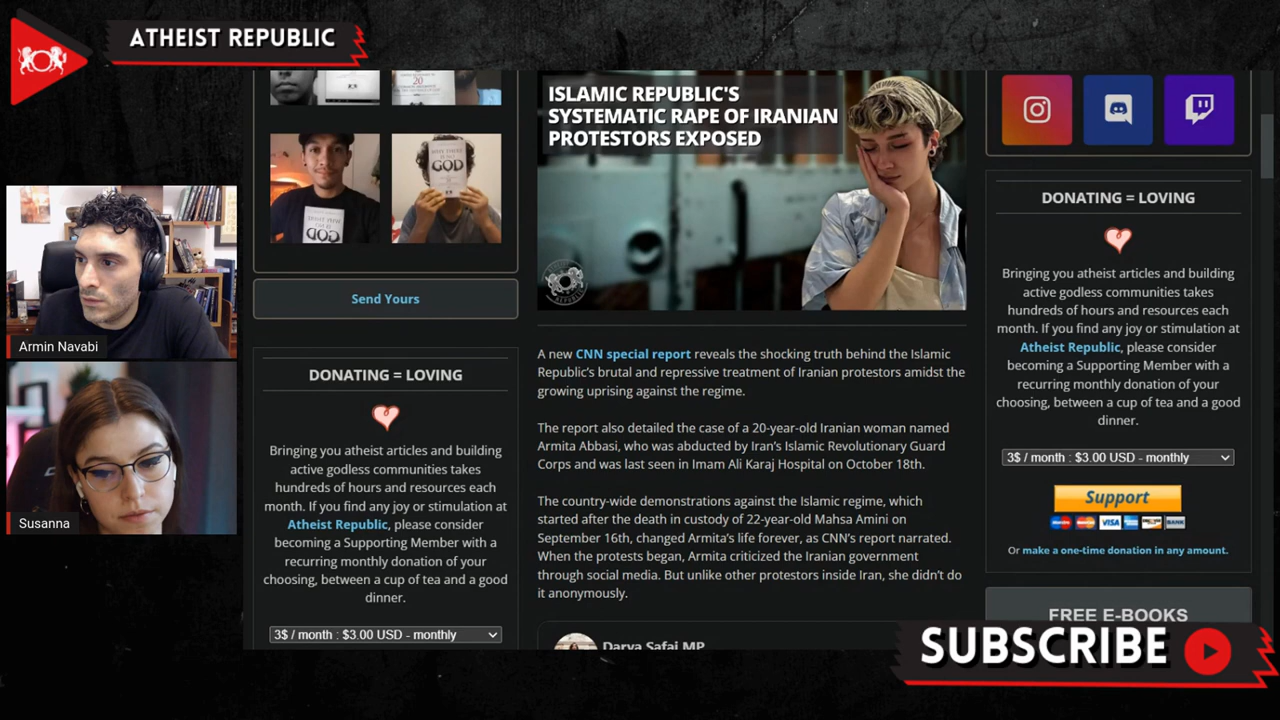 ATHEIST REPUBLIC
ISLAMIC REPUBLIC'S
SYSTEMATIC RAPE OF IRANIAN
PROTESTORS EXPOSED
GOD
Send Yours
DONATING = LOVING
Bringing you atheist articles and building
active godless communities takes
hundreds of hours and resources each
month. If you find any joy or stimulation at
Atheist Republic, please consider
becoming a Supporting Member with a
recurring monthly donation of your
choosing, between a cup of tea and a good
dinner.
3$ / month : $3.00 USD - monthly
A new CNN special report reveals the shocking truth behind the Islamic
Republic's brutal and repressive treatment of Iranian protestors amidst the
growing uprising against the regime.
The report also detailed the case of a 20-year-old Iranian woman named
Armita Abbasi, who was abducted by Iran's Islamic Revolutionary Guard
Corps and was last seen in Imam Ali Karaj Hospital on October 18th.
The country-wide demonstrations against the Islamic regime, which
started after the death in custody of 22-year-old Mahsa Amini on
September 16th, changed Armita's life forever, as CNN's report narrated.
When the protests began, Armita criticized the Iranian government
through social media. But unlike other protestors inside Iran, she didn't do
it anonymously.
Darya Safai MP
DONATING = LOVING
Bringing you atheist articles and building
active godless communities takes
hundreds of hours and resources each
month. If you find any joy or stimulation at
Atheist Republic, please consider
becoming a Supporting Member with a
recurring monthly donation of your
choosing, between a cup of tea and a good
dinner.
3$ / month : $3.00 USD - monthly
Support
VISA
BANK
Or make a one-time donation in any amount.
FREE E-BOOKS
Armin Navabi
Susanna
SUBSCRIBE